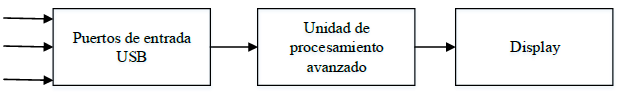 Puertos de entrada
USB
Unidad de
procesamiento
avanzado
Display